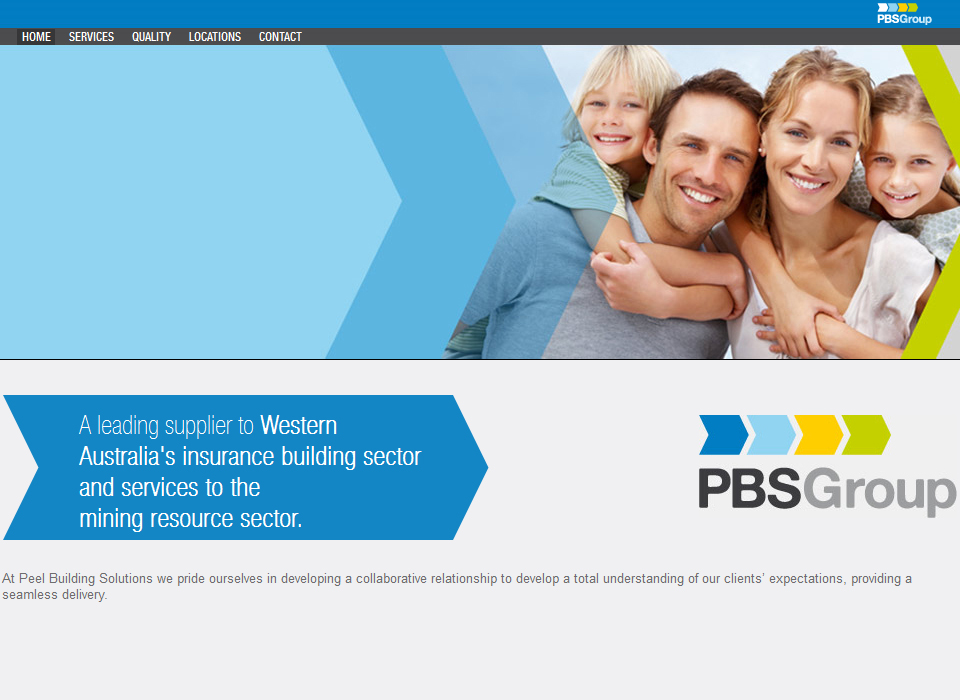 PBSGroup
HOME SERVICES QUALITY LOCATIONS CONTACT
A leading supplier to Western
Australia's insurance building sector
and services to the
mining resource sector.
PBSGroup
At Peel Building Solutions we pride ourselves in developing a collaborative relationship to develop a total understanding of our clients’ expectations, providing a
seamless delivery.